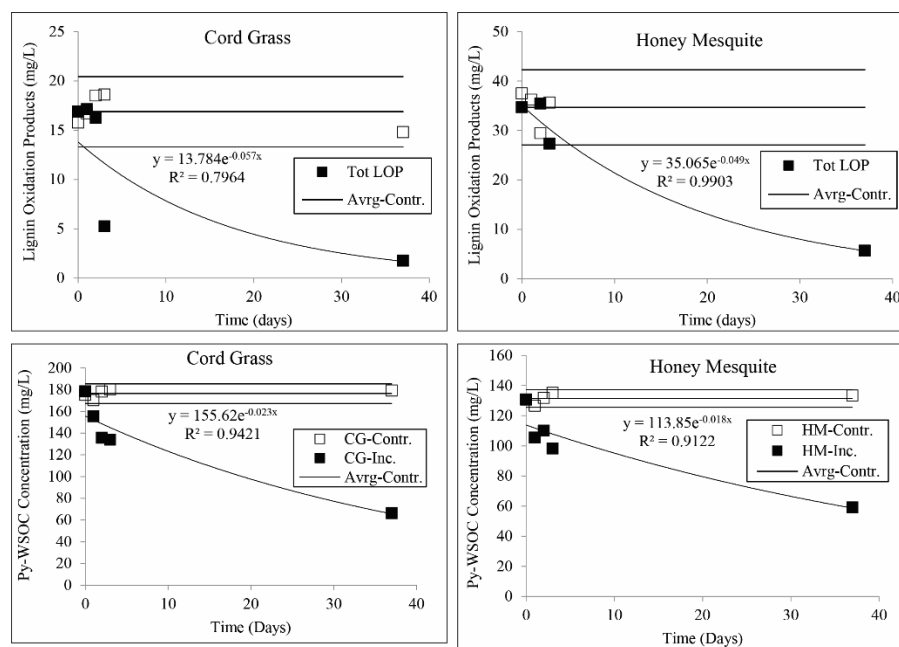 Cord Grass
Lignin Oxidation Products (mg/L)
25
20
15
10
5
0
y = 13.784e^-0.057x
R² = 0.7964
Tot LOP
Avrg-Contr.
0 10 20 30 40
Time (days)
Honey Mesquite
Lignin Oxidation Products (mg/L)
50
40
30
20
10
0
y = 35.065e^-0.049x
R² = 0.9903
Tot LOP
Avrg-Contr.
0 10 20 30 40
Time (days)
Cord Grass
Py-WSOC Concentration (mg/L)
200
180
160
140
120
100
80
60
40
20
0
y = 155.62e^-0.023x
R² = 0.9421
CG-Contr.
CG-Inc.
Avrg-Contr.
0 10 20 30 40
Time (Days)
Honey Mesquite
Py-WSOC Concentration (mg/L)
160
140
120
100
80
60
40
20
0
y = 113.85e^-0.018x
R² = 0.9122
HM-Contr.
HM-Inc.
Avrg-Contr.
0 10 20 30 40
Time (Days)